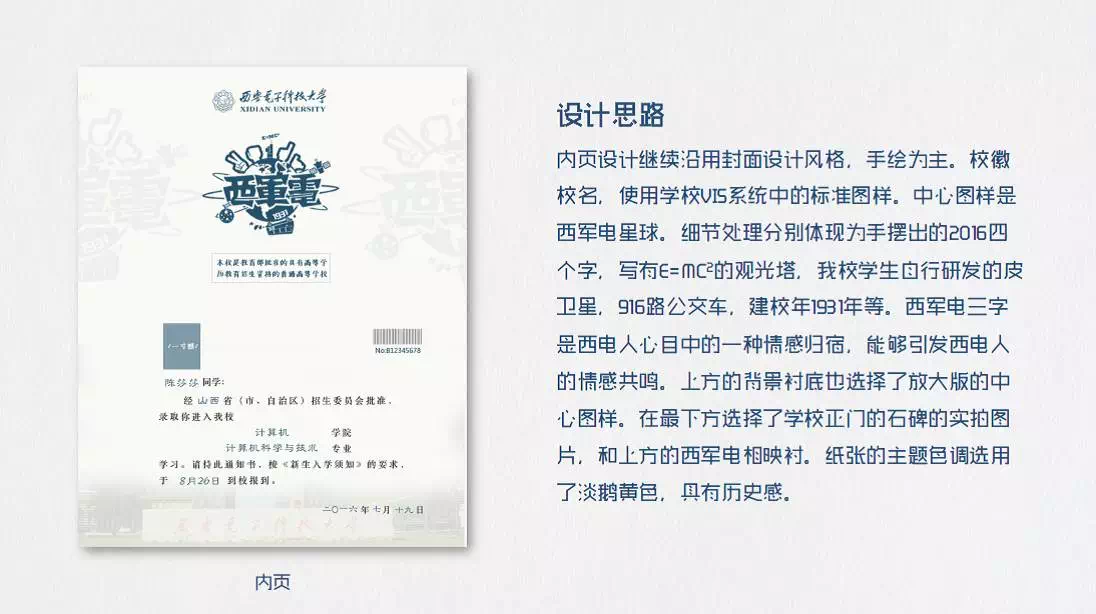 西安电子科技大学
XIDIAN UNIVERSITY
E=MC²
西軍電
1931
本校是教育部批准的具有高等学
历教育招生资格的普通高等学校
(一寸照)
No:B12345678
陈莎莎 同学:
经 山西 省（市、自治区）招生委员会批准，
录取你进入我校
计算机 学院
计算机科学与技术 专业
学习。请持此通知书、按《新生入学须知》的要求，
于 8月26日 到校报到。
二〇一六年七月十九日
西安电子科技大学
内页
设计思路
内页设计继续沿用封面设计风格，手绘为主。校徽
校名，使用学校VIS系统中的标准图样。中心图样是
西军电星球。细节处理分别体现为手摆出的2016四
个字，写有E=MC²的观光塔，我校学生自行研发的皮
卫星，916路公交车，建校年1931年等。西军电三字
是西电人心目中的一种情感归宿，能够引发西电人
的情感共鸣。上方的背景衬底也选择了放大版的中
心图样。在最下方选择了学校正门的石碑的实拍图
片，和上方的西军电相映衬。纸张的主题色调选用
了淡鹅黄色，具有历史感。